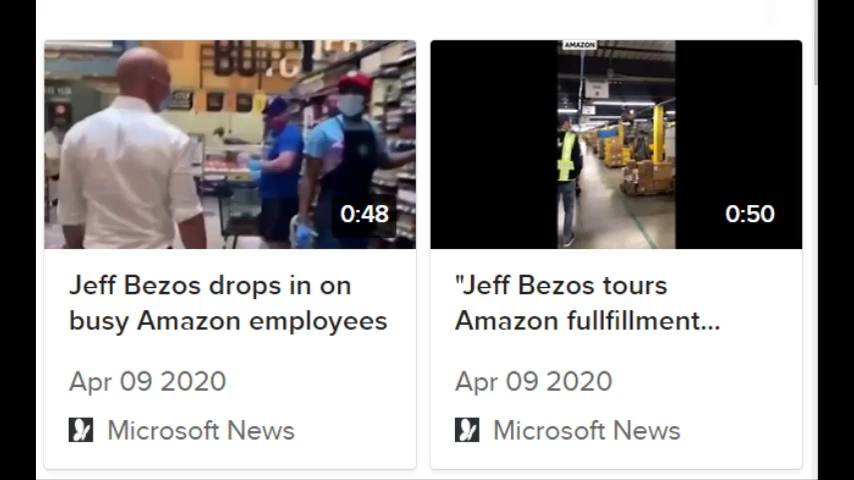 AMAZON
0:48
0:50
Jeff Bezos drops in on
busy Amazon employees
Apr 09 2020
Microsoft News
"Jeff Bezos tours
Amazon fullfillment...
Apr 09 2020
Microsoft News